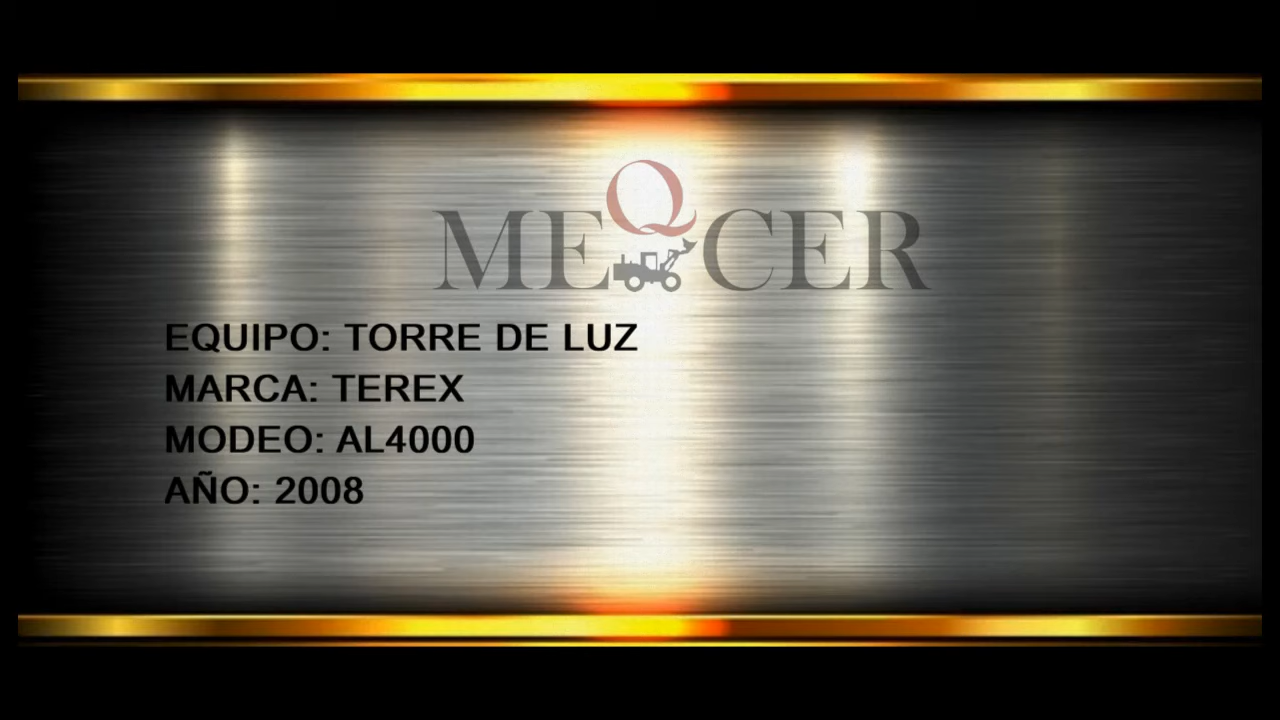 MEQCER
EQUIPO: TORRE DE LUZ
MARCA: TEREX
MODEO: AL4000
AÑO: 2008